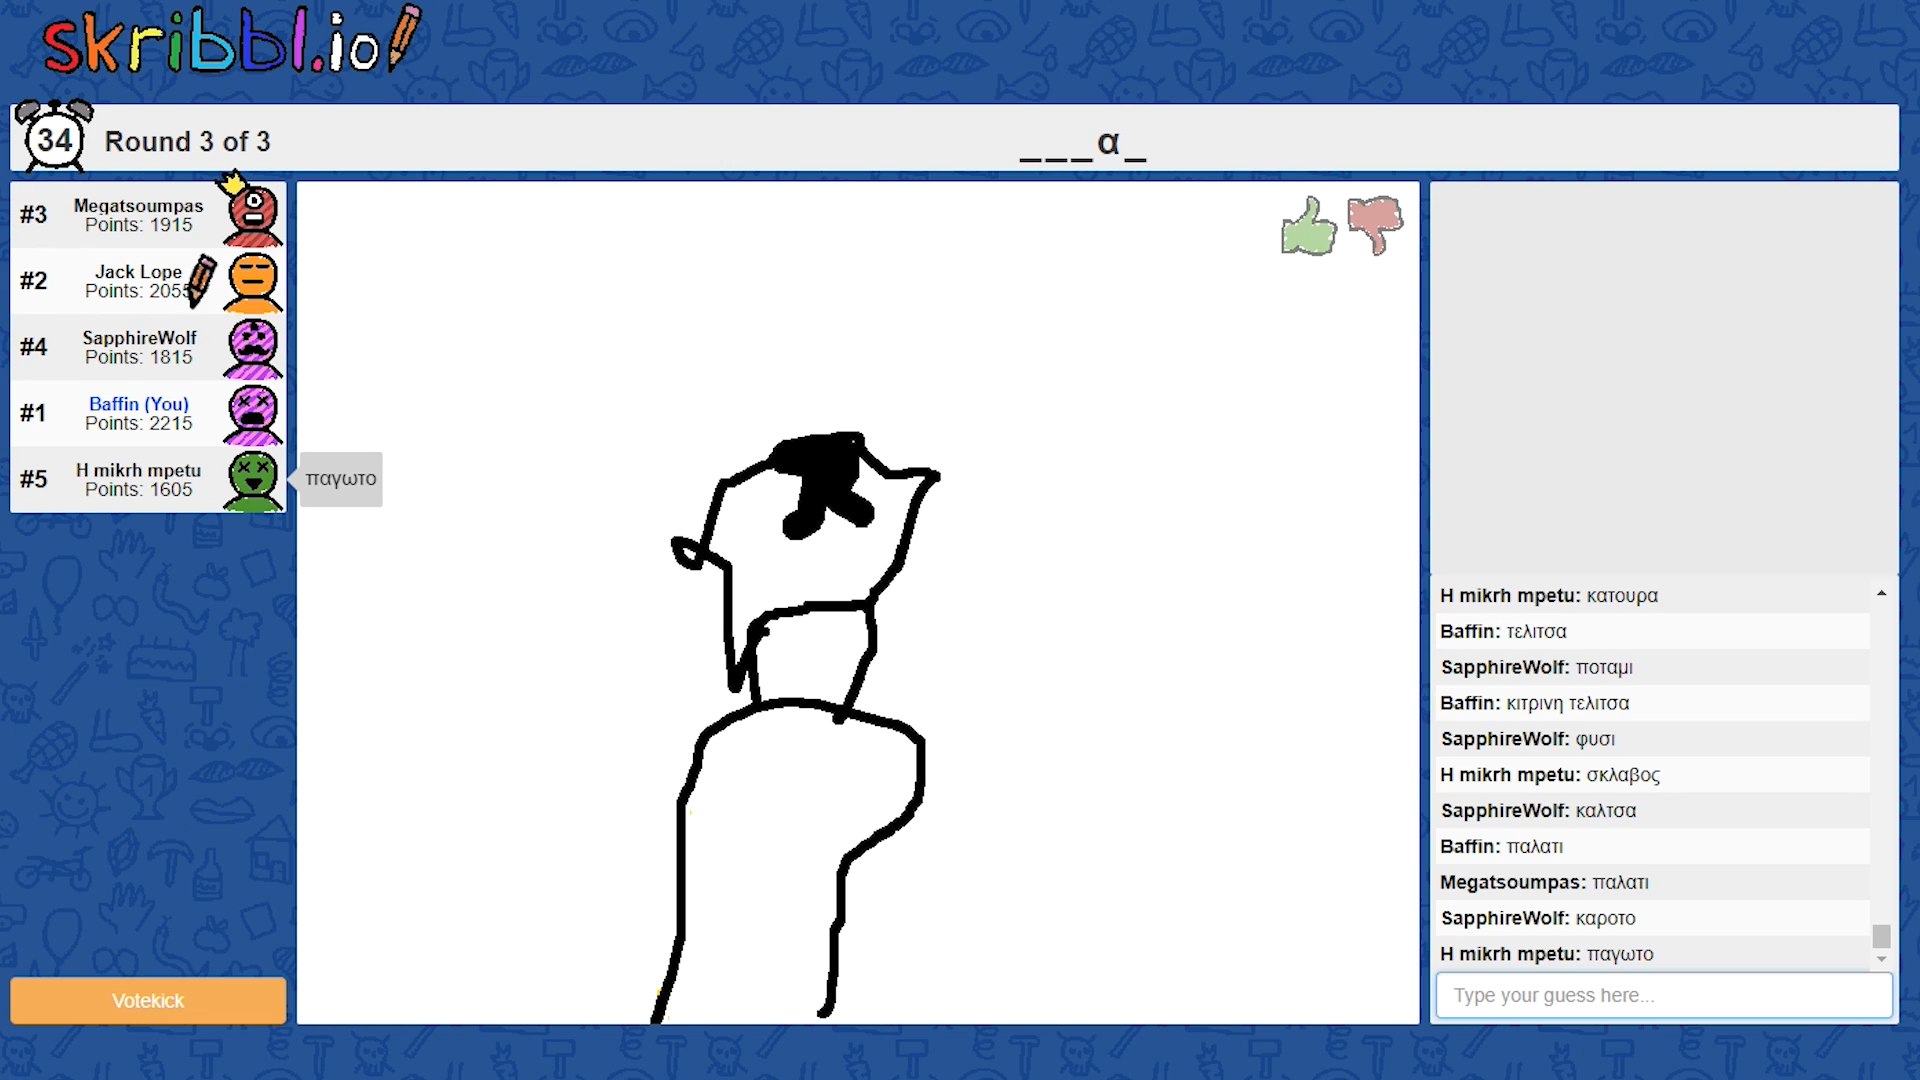 skribbl.io
34
Round 3 of 3
___α_
#3 Megatsoumpas
Points: 1915
#2 Jack Lope
Points: 2055
#4 SapphireWolf
Points: 1815
#1 Baffin (You)
Points: 2215
#5 H mikrh mpetu
Points: 1605
παγωτο
Votekick
H mikrh mpetu: κατουρα
Baffin: τελιτσα
SapphireWolf: ποταμι
Baffin: κιτρινη τελιτσα
SapphireWolf: φυσι
H mikrh mpetu: σκλαβος
SapphireWolf: καλτσα
Baffin: παλατι
Megatsoumpas: παλατι
SapphireWolf: καροτο
H mikrh mpetu: παγωτο
Type your guess here...